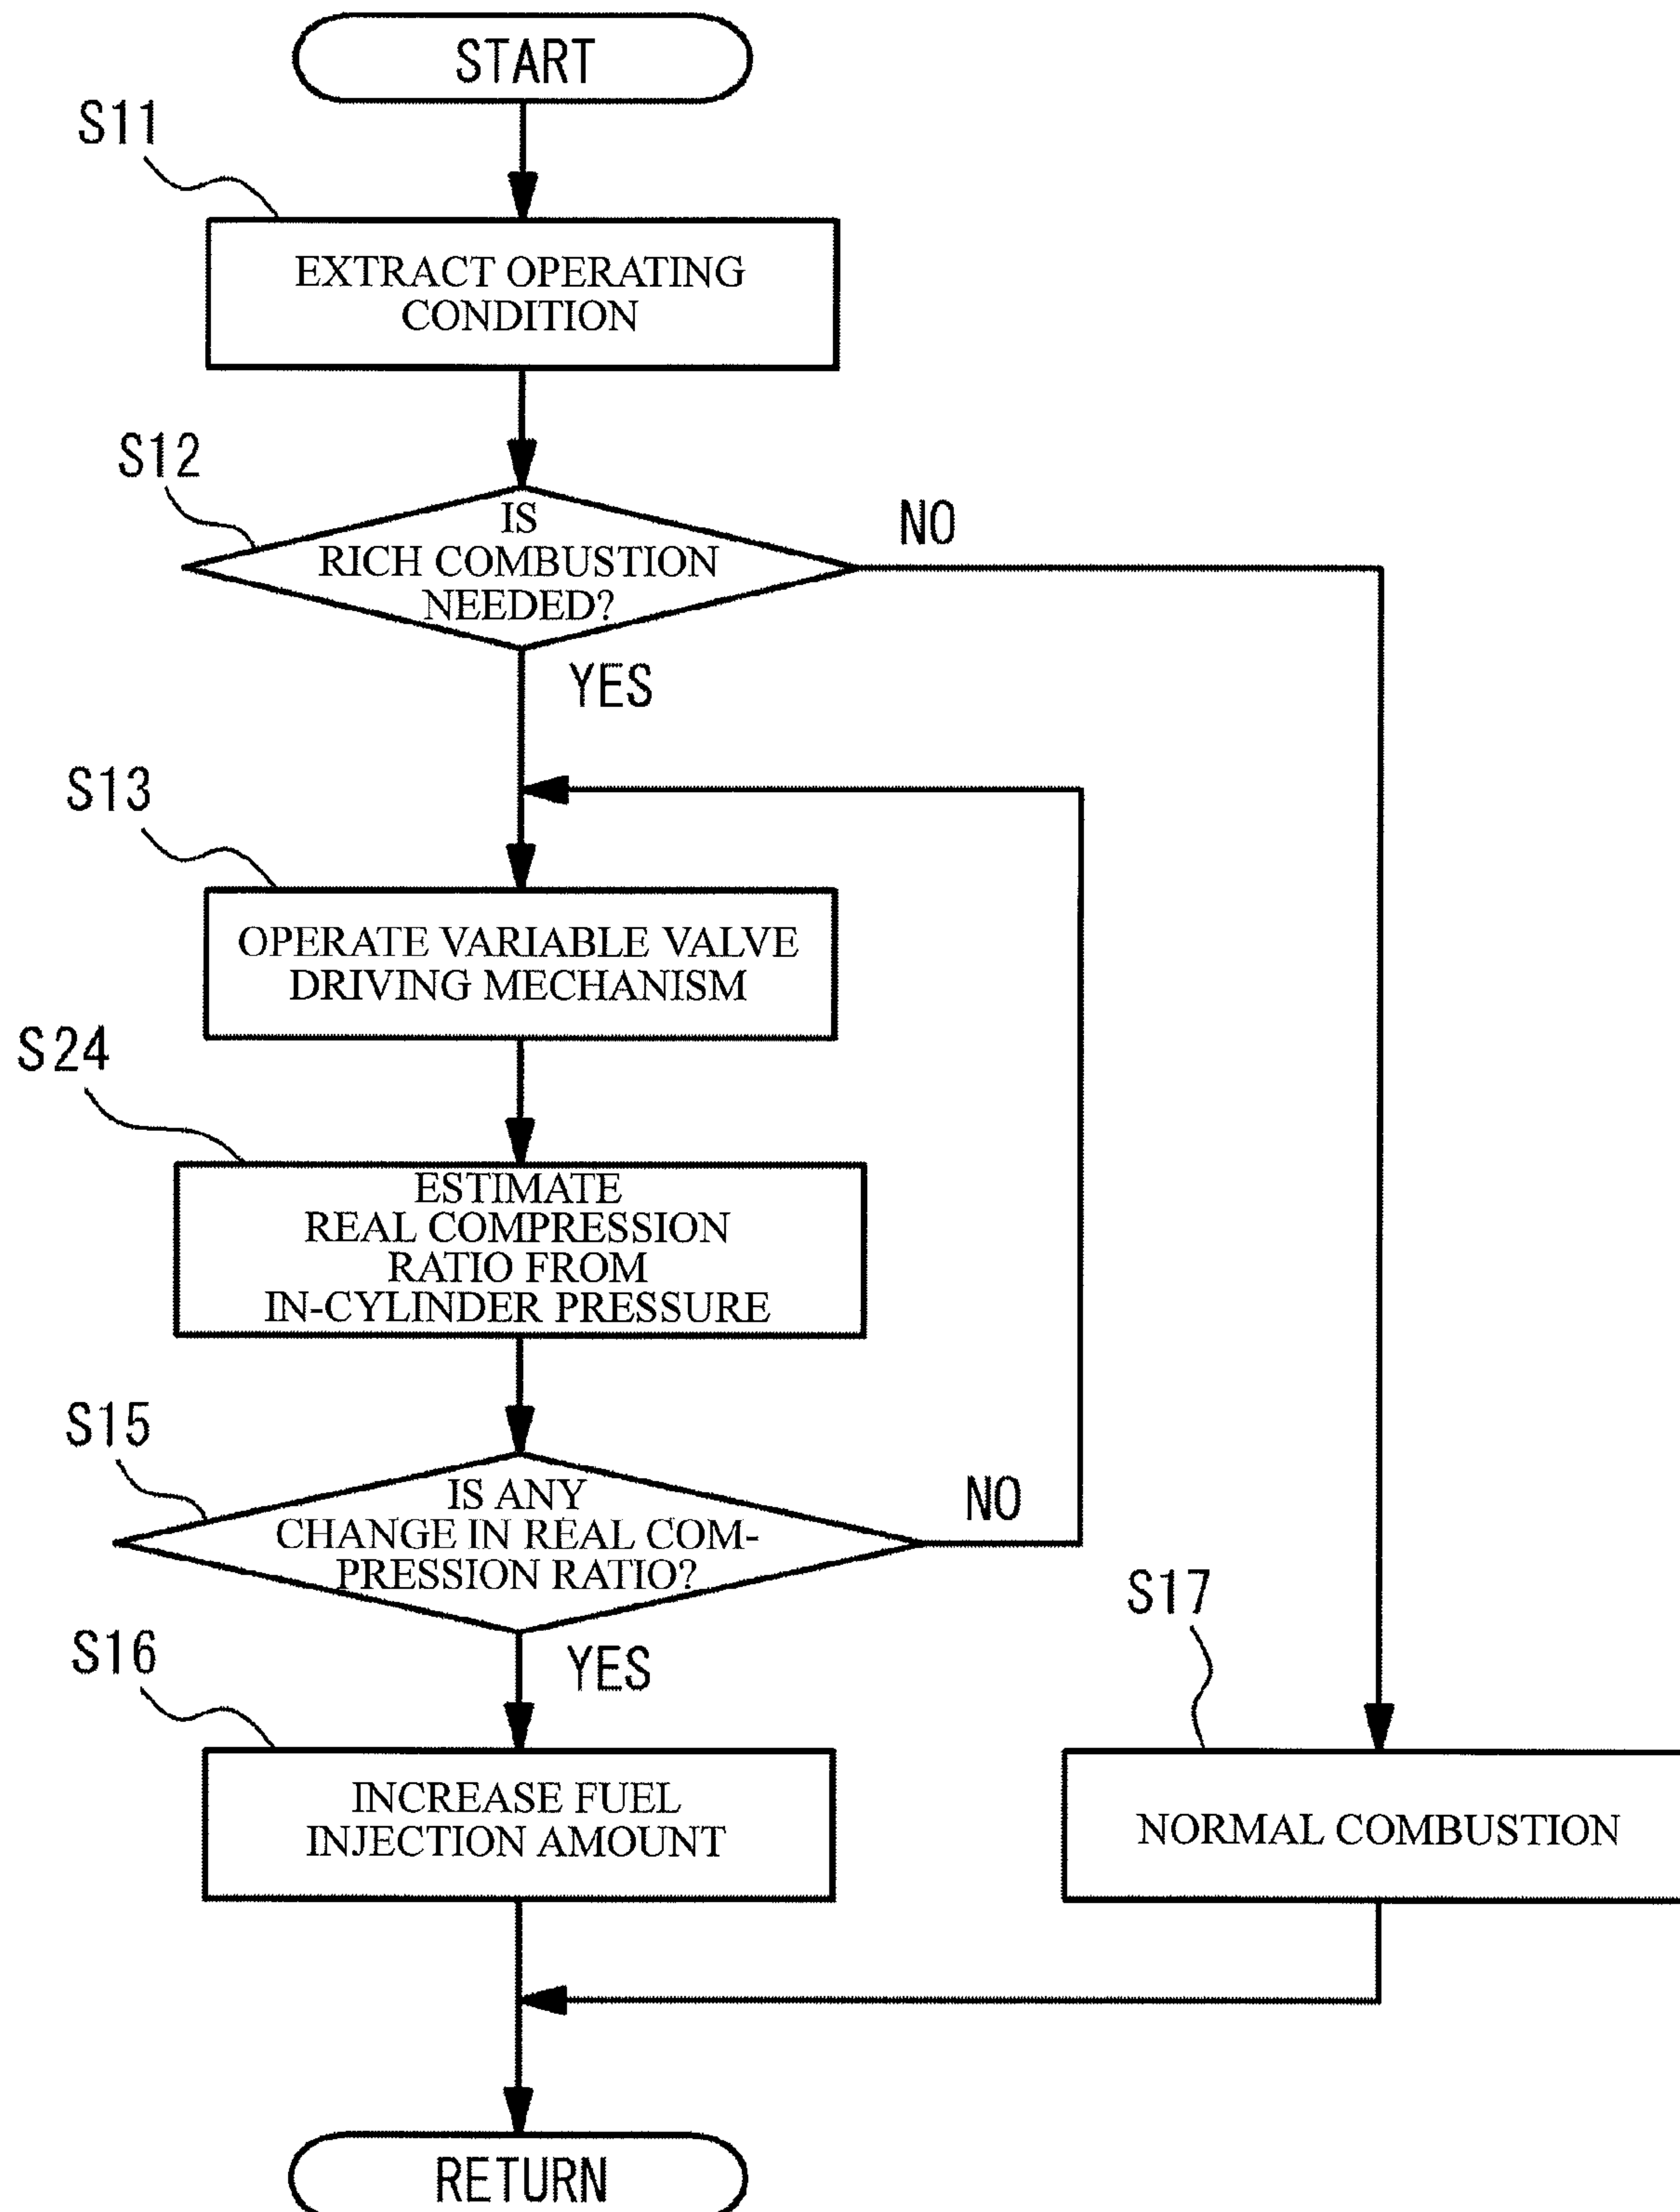 START
S11
EXTRACT OPERATING
CONDITION
S12
IS
RICH COMBUSTION
NEEDED?
NO
YES
S13
OPERATE VARIABLE VALVE
DRIVING MECHANISM
S24
ESTIMATE
REAL COMPRESSION
RATIO FROM
IN-CYLINDER PRESSURE
S15
IS ANY
CHANGE IN REAL COM-
PRESSION RATIO?
NO
YES
S16
INCREASE FUEL
INJECTION AMOUNT
S17
NORMAL COMBUSTION
RETURN